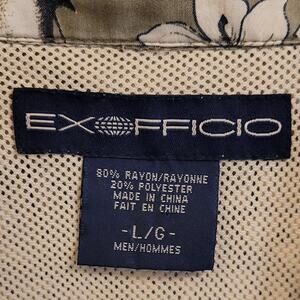 EXOFFICIO
80% RAYON/RAYONNE
20% POLYESTER
MADE IN CHINA
FAIT EN CHINE
-L/G-
MEN/HOMMES